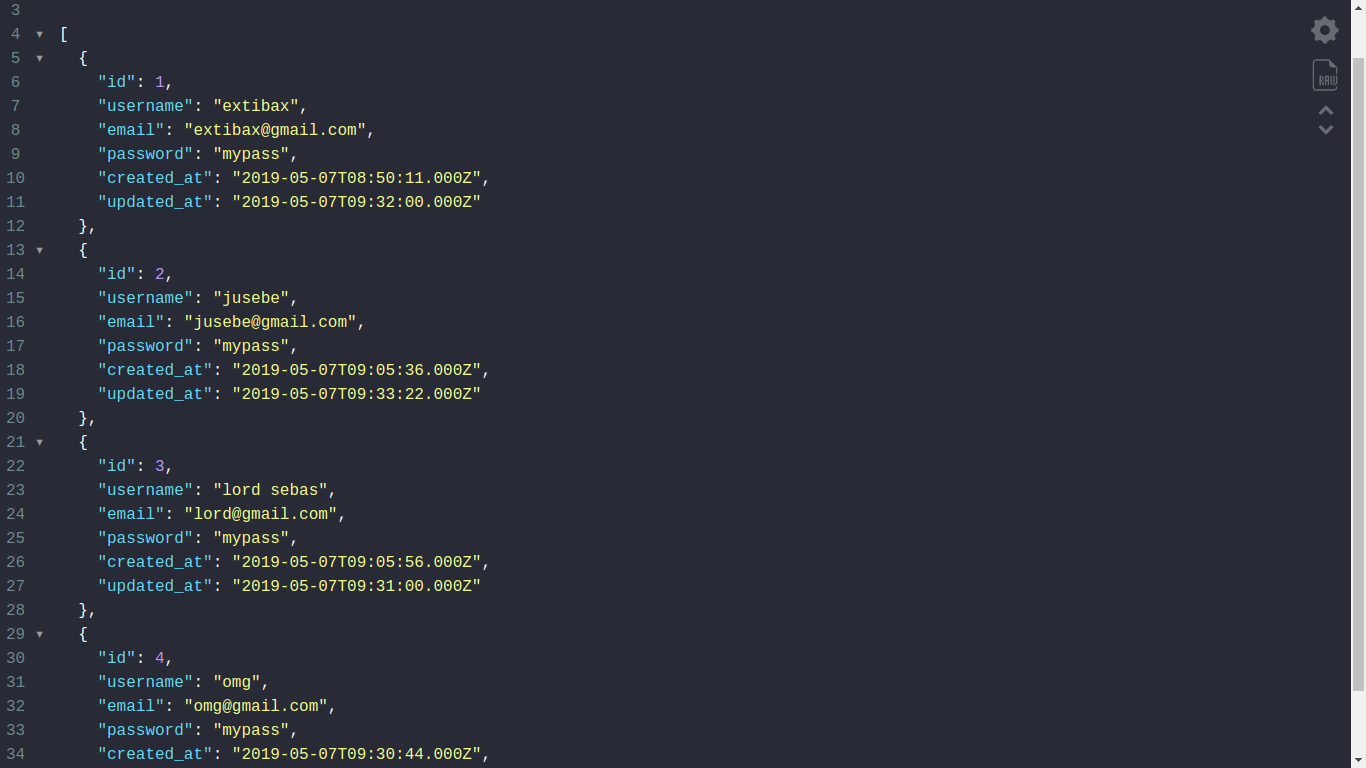 3
4 ▾ [
5 ▾ {
6 "id": 1,
7 "username": "extibax",
8 "email": "extibax@gmail.com",
9 "password": "mypass",
10 "created_at": "2019-05-07T08:50:11.000Z",
11 "updated_at": "2019-05-07T09:32:00.000Z"
12 },
13 ▾ {
14 "id": 2,
15 "username": "jusebe",
16 "email": "jusebe@gmail.com",
17 "password": "mypass",
18 "created_at": "2019-05-07T09:05:36.000Z",
19 "updated_at": "2019-05-07T09:33:22.000Z"
20 },
21 ▾ {
22 "id": 3,
23 "username": "lord sebas",
24 "email": "lord@gmail.com",
25 "password": "mypass",
26 "created_at": "2019-05-07T09:05:56.000Z",
27 "updated_at": "2019-05-07T09:31:00.000Z"
28 },
29 ▾ {
30 "id": 4,
31 "username": "omg",
32 "email": "omg@gmail.com",
33 "password": "mypass",
34 "created_at": "2019-05-07T09:30:44.000Z",
RAW